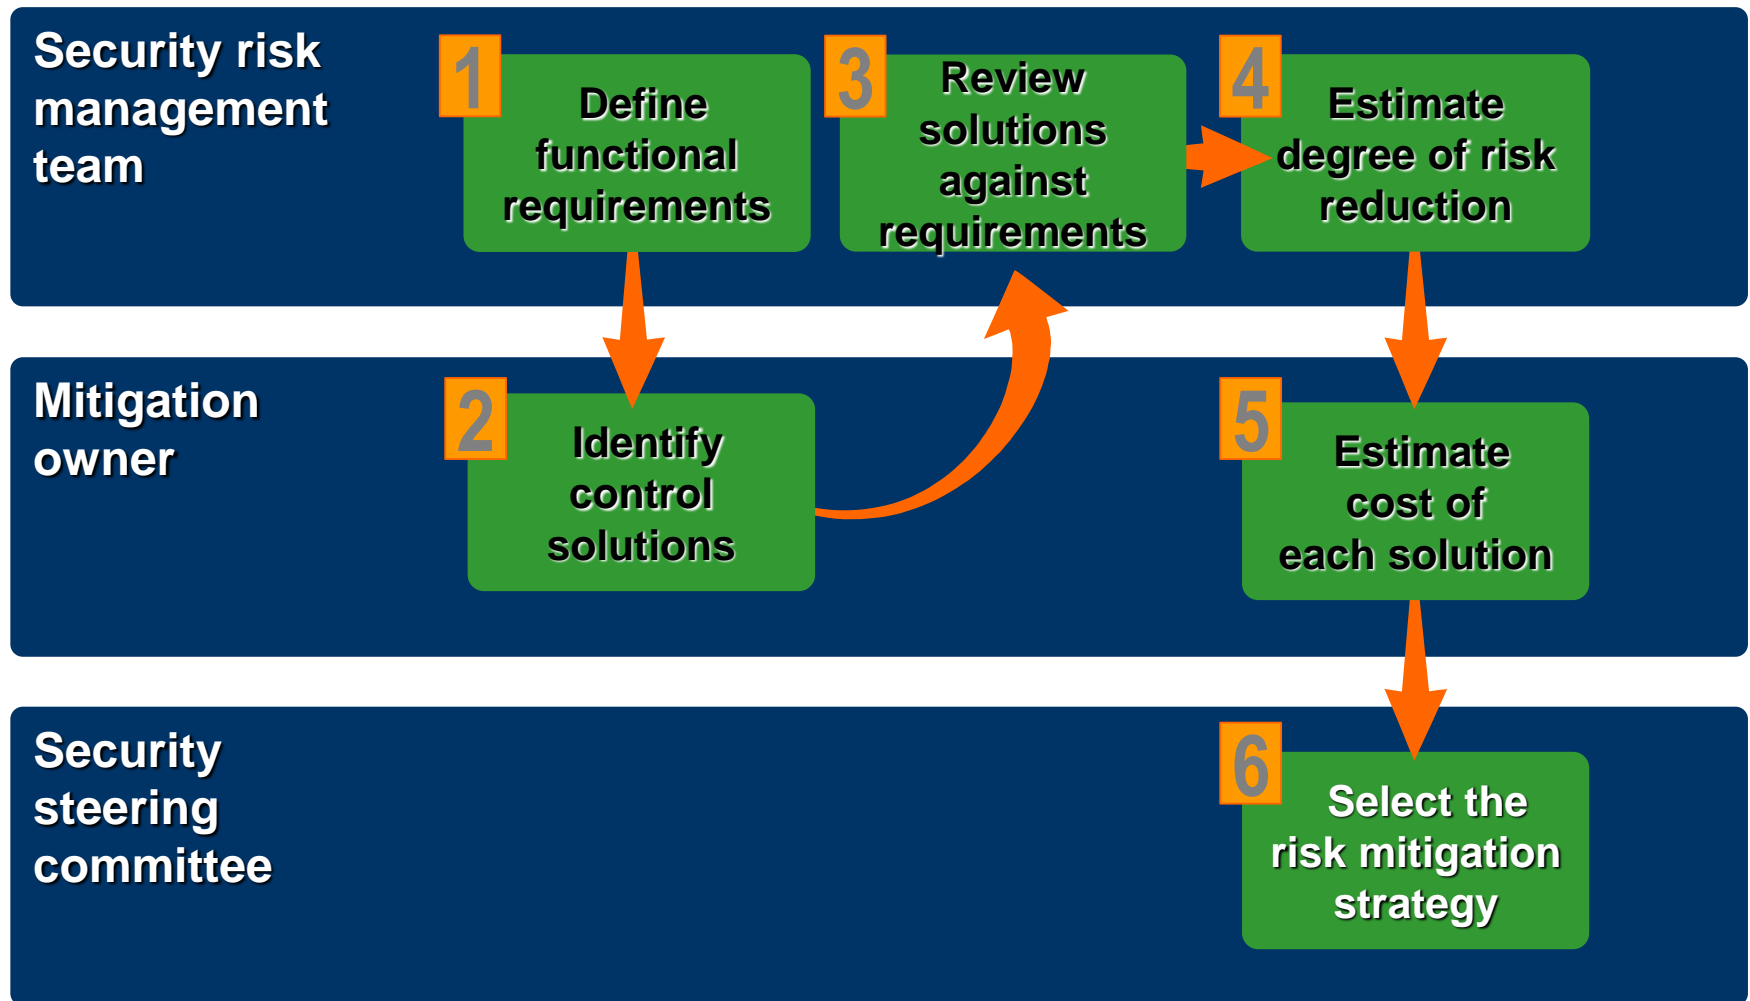 Security risk
management
team
1
Define
functional
requirements
3
Review
solutions
against
requirements
4
Estimate
degree of risk
reduction
Mitigation
owner
2
Identify
control
solutions
5
Estimate
cost of
each solution
Security
steering
committee
6
Select the
risk mitigation
strategy